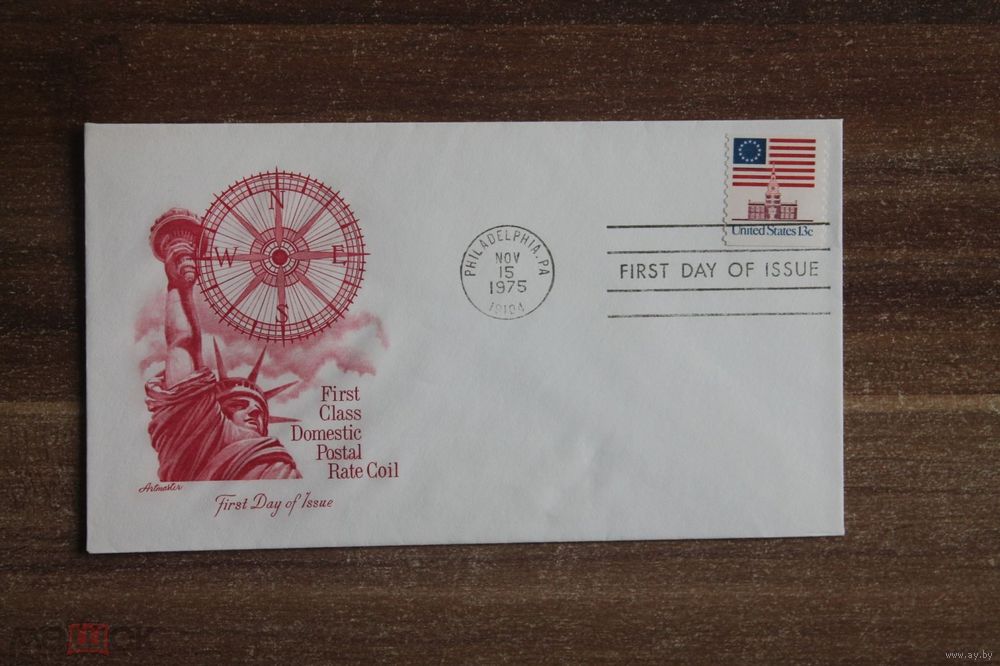 N
W
E
S
First
Class
Domestic
Postal
Rate Coil
Artmaster
First Day of Issue
PHILADELPHIA, PA
NOV
15
1975
19104
United States 13c
FIRST DAY OF ISSUE
www.ay.by